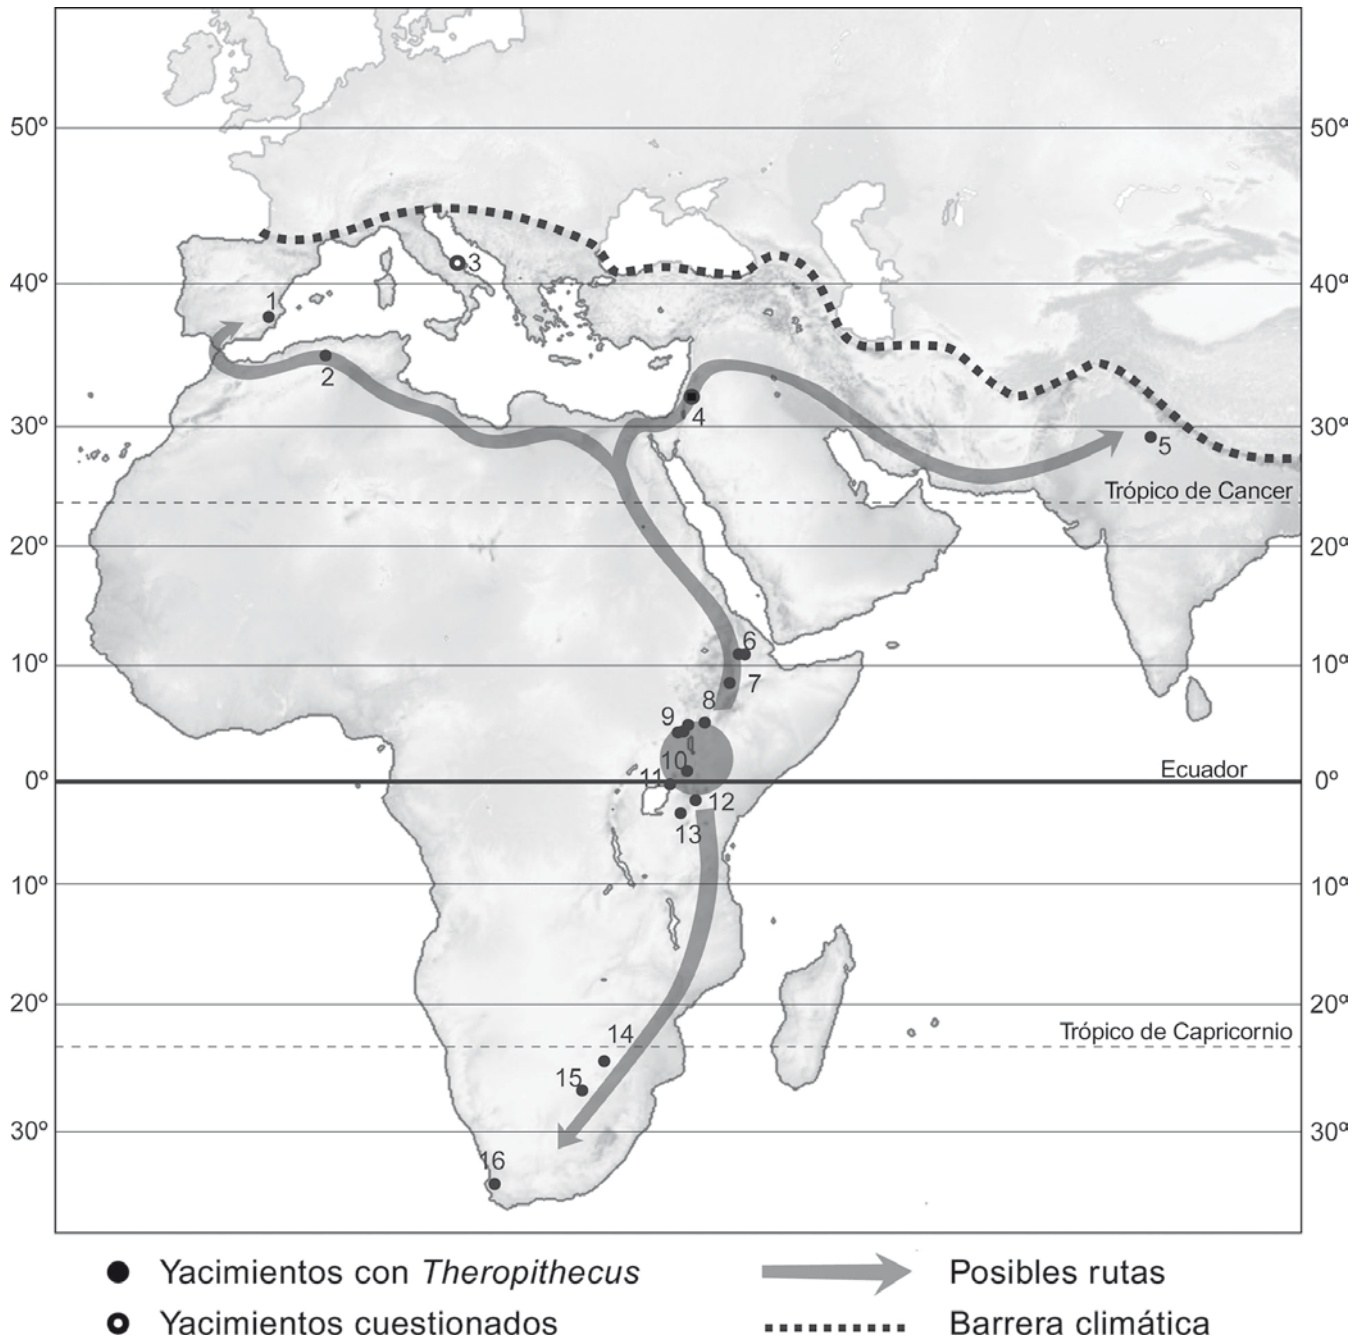 50º 50º
1
3
40º 40º
2
4
30º 30º
5
Trópico de Cancer
20º 20º
6
10º 10º
7
8
9
10
11
Ecuador
0º 0º
12
13
10º 10º
20º 20º
14
Trópico de Capricornio
15
30º 30º
16
Yacimientos con Theropithecus
Posibles rutas
Yacimientos cuestionados
Barrera climática